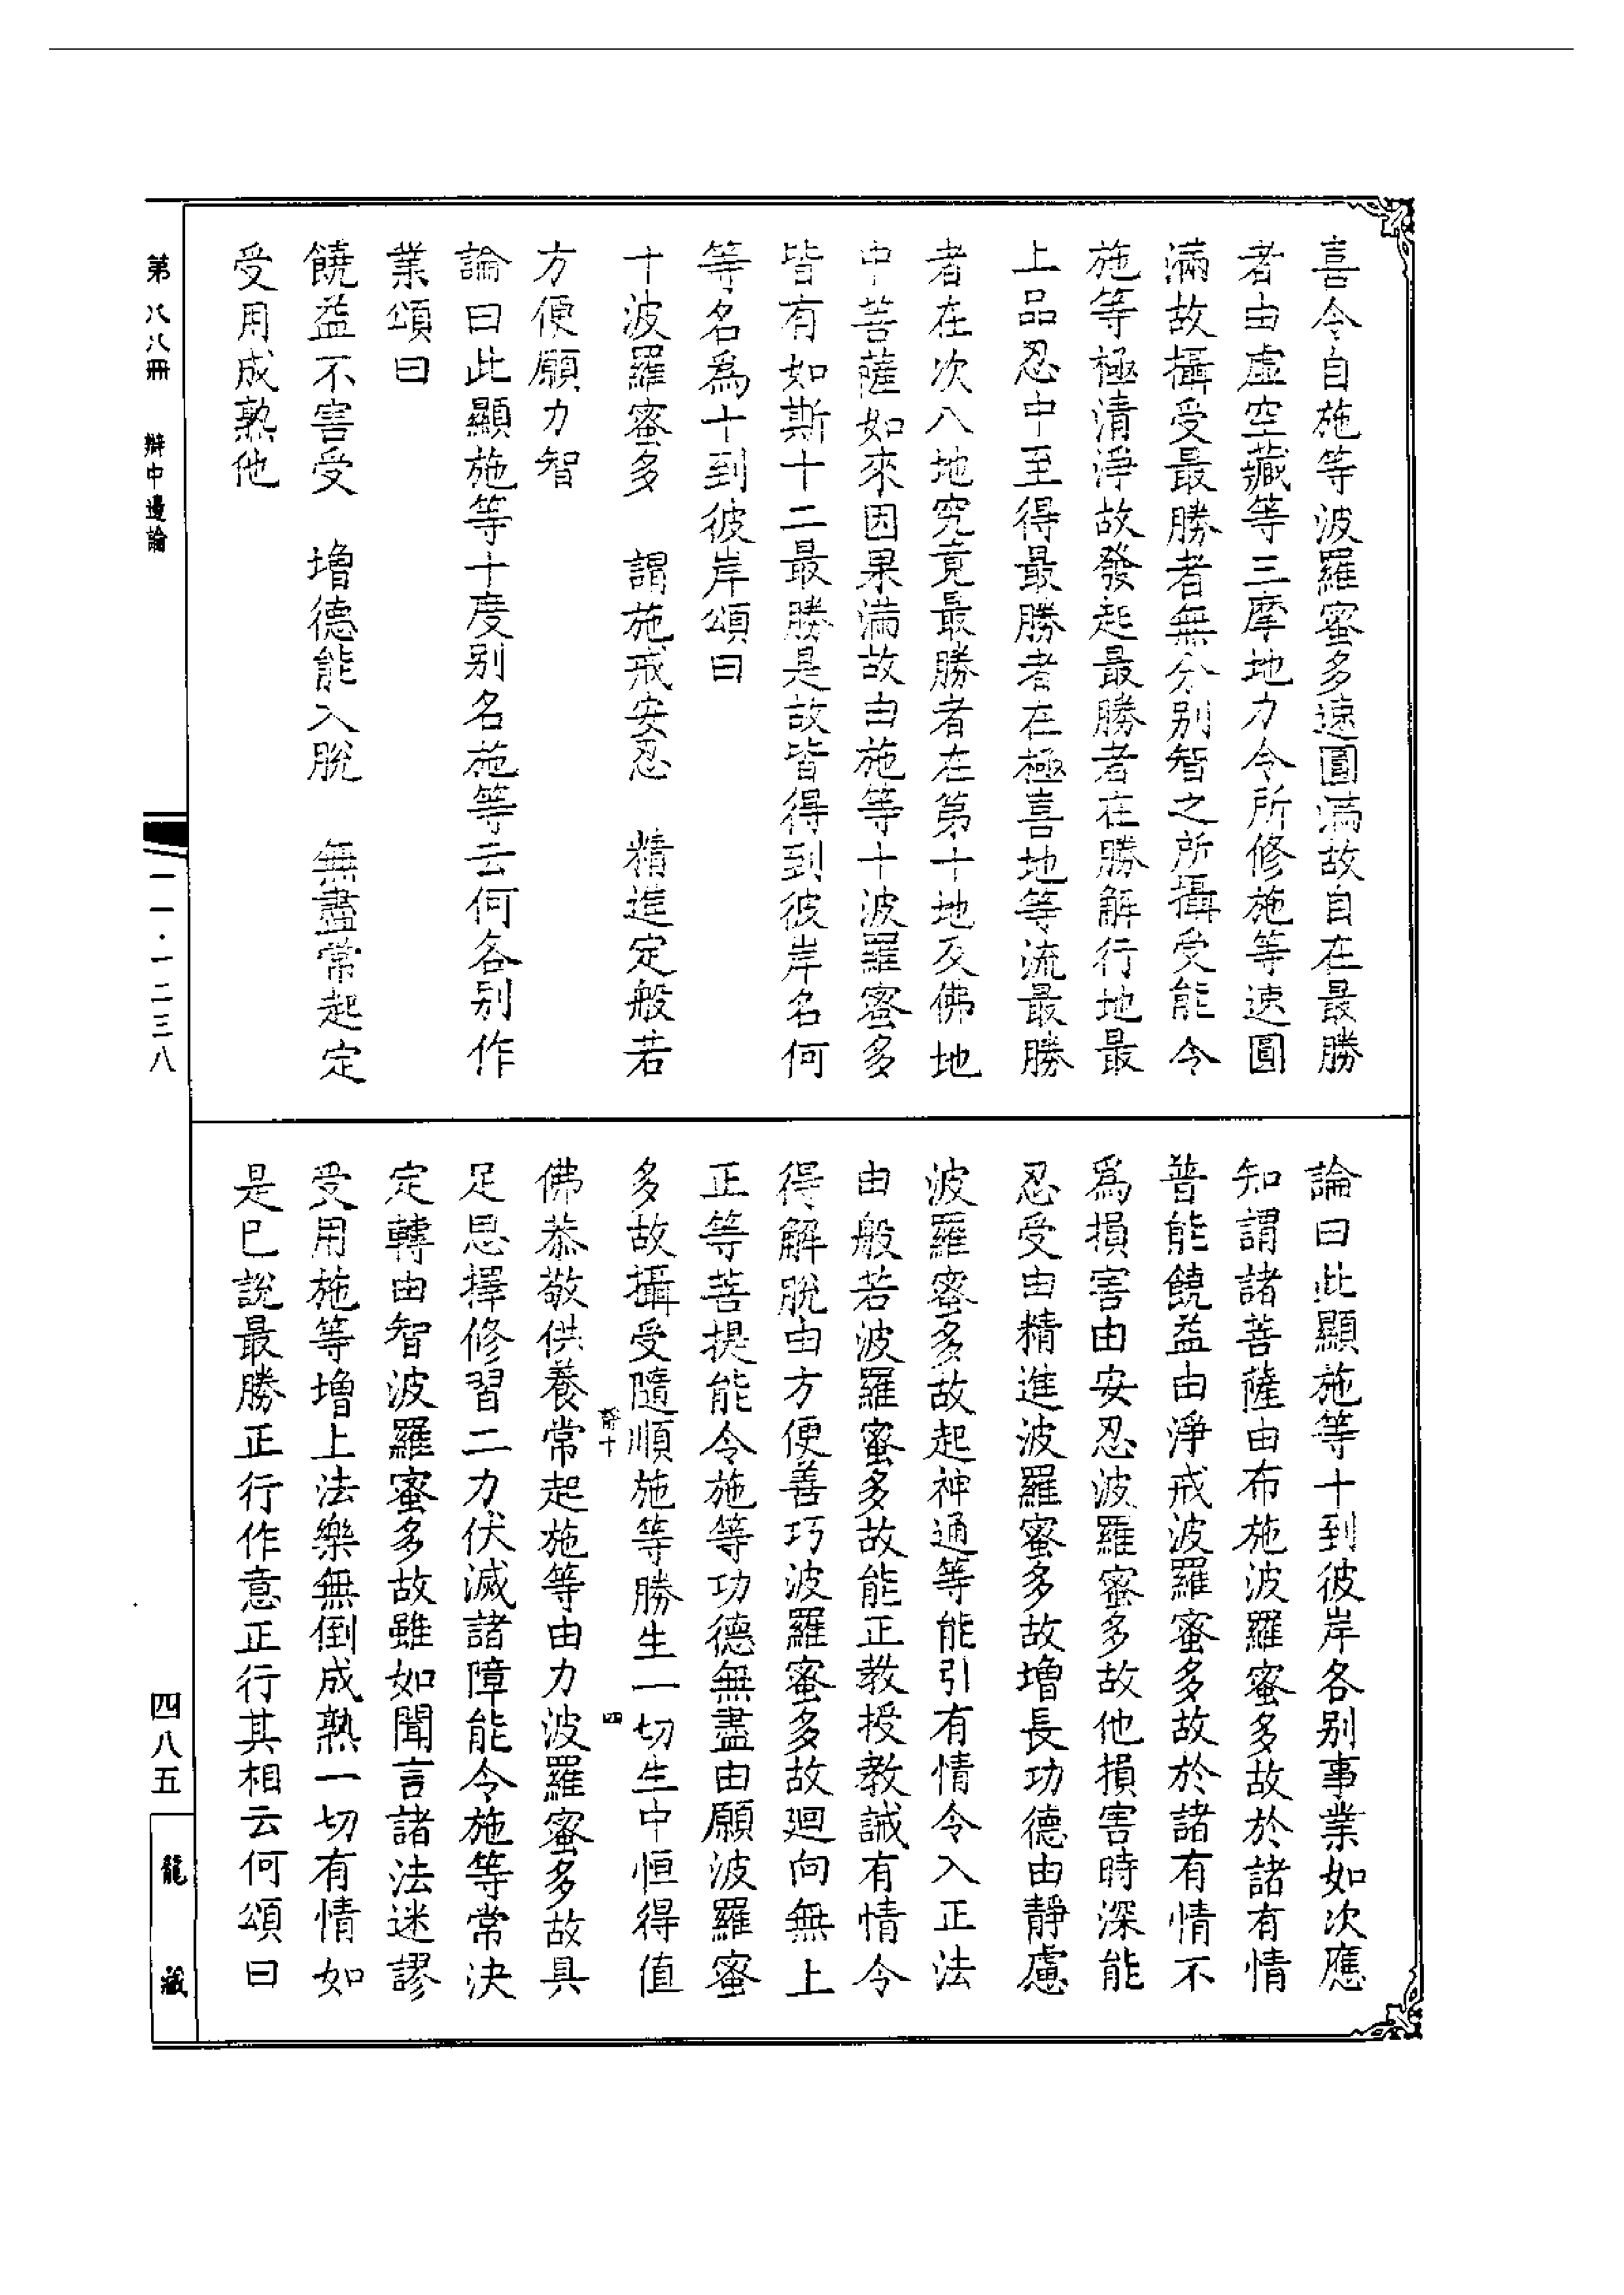 喜令自施等波羅蜜多速圓滿故自在最勝
者由虛空藏等三摩地力令所修施等速圓
滿故攝受最勝者無分別智之所攝受能令
施等極清淨故發起最勝者在勝解行地最
上品忍中至得最勝者在極喜地等流最勝
者在次八地究竟最勝者在第十地及佛地
中菩薩如來因果滿故由施等十波羅蜜多
皆有如斯十二最勝是故皆得到彼岸名何
等名為十到彼岸頌曰
十波羅蜜多　謂施戒安忍　精進定般若
方便願力智
論曰此顯施等十度別名施等云何各別作
業頌曰
饒益不害受　增德能入脫　無盡常起定
受用成熟他
論曰此顯施等十到彼岸各別事業如次應
知謂諸菩薩由布施波羅蜜多故於諸有情
普能饒益由淨戒波羅蜜多故於諸有情不
為損害由安忍波羅蜜多故他損害時深能
忍受由精進波羅蜜多故增長功德由靜慮
波羅蜜多故起神通等能引有情令入正法
由般若波羅蜜多故能正教授教誡有情令
得解脫由方便善巧波羅蜜多故迴向無上
正等菩提能令施等功德無盡由願波羅蜜
多故攝受隨順施等勝生一切生中恒得值
佛恭敬供養常起施等由力波羅蜜多故具
足思擇修習二力伏滅諸障能令施等常決
定轉由智波羅蜜多故離如聞言諸法迷謬
受用施等增上法樂無倒成熟一切有情如
是已說最勝正行作意正行其相云何頌曰
第八八冊　辯中邊論
一一·一二三八
四八五
龍藏